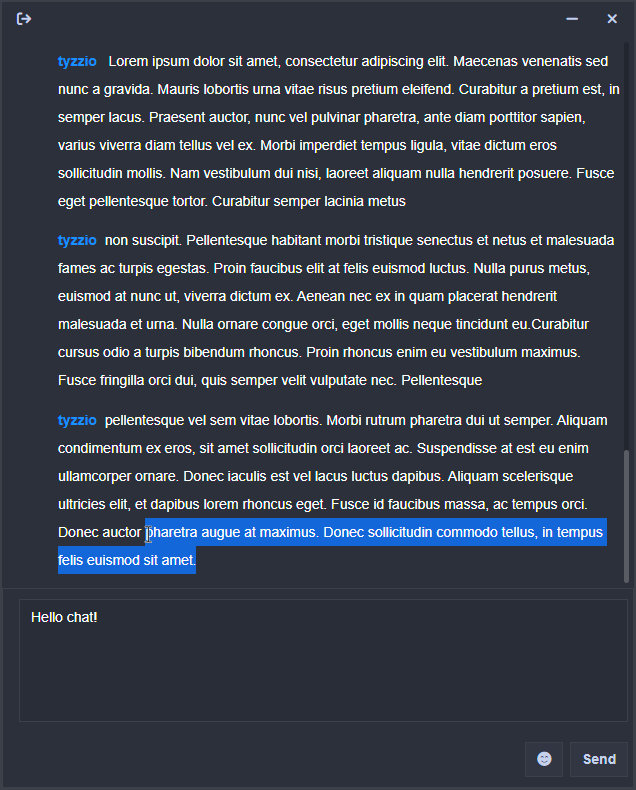 tyzzio Lorem ipsum dolor sit amet, consectetur adipiscing elit. Maecenas venenatis sed
nunc a gravida. Mauris lobortis urna vitae risus pretium eleifend. Curabitur a pretium est, in
semper lacus. Praesent auctor, nunc vel pulvinar pharetra, ante diam porttitor sapien,
varius viverra diam tellus vel ex. Morbi imperdiet tempus ligula, vitae dictum eros
sollicitudin mollis. Nam vestibulum dui nisi, laoreet aliquam nulla hendrerit posuere. Fusce
eget pellentesque tortor. Curabitur semper lacinia metus
tyzzio non suscipit. Pellentesque habitant morbi tristique senectus et netus et malesuada
fames ac turpis egestas. Proin faucibus elit at felis euismod luctus. Nulla purus metus,
euismod at nunc ut, viverra dictum ex. Aenean nec ex in quam placerat hendrerit
malesuada et urna. Nulla ornare congue orci, eget mollis neque tincidunt eu.Curabitur
cursus odio a turpis bibendum rhoncus. Proin rhoncus enim eu vestibulum maximus.
Fusce fringilla orci dui, quis semper velit vulputate nec. Pellentesque
tyzzio pellentesque vel sem vitae lobortis. Morbi rutrum pharetra dui ut semper. Aliquam
condimentum ex eros, sit amet sollicitudin orci laoreet ac. Suspendisse at est eu enim
ullamcorper ornare. Donec iaculis est vel lacus luctus dapibus. Aliquam scelerisque
ultricies elit, et dapibus lorem rhoncus eget. Fusce id faucibus massa, ac tempus orci.
Donec auctor pharetra augue at maximus. Donec sollicitudin commodo tellus, in tempus
felis euismod sit amet.
Hello chat!
Send